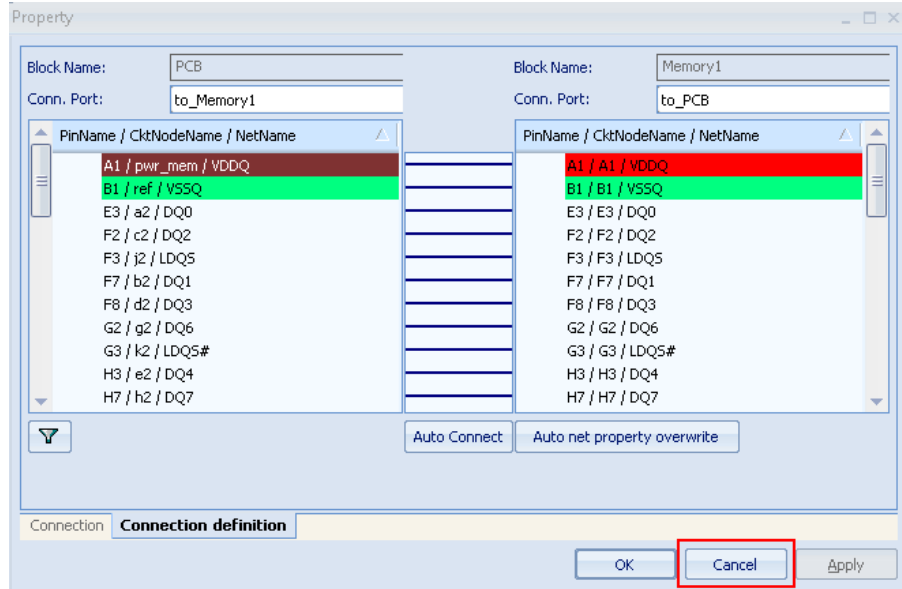 Property
Block Name: PCB Block Name: Memory1
Conn. Port: to_Memory1 Conn. Port: to_PCB
PinName / CktNodeName / NetName PinName / CktNodeName / NetName
A1 / pwr_mem / VDDQ A1 / A1 / VDDQ
B1 / ref / VSSQ B1 / B1 / VSSQ
E3 / a2 / DQ0 E3 / E3 / DQ0
F2 / c2 / DQ2 F2 / F2 / DQ2
F3 / j2 / LDQS F3 / F3 / LDQS
F7 / b2 / DQ1 F7 / F7 / DQ1
F8 / d2 / DQ3 F8 / F8 / DQ3
G2 / g2 / DQ6 G2 / G2 / DQ6
G3 / k2 / LDQS# G3 / G3 / LDQS#
H3 / e2 / DQ4 H3 / H3 / DQ4
H7 / h2 / DQ7 H7 / H7 / DQ7
Auto Connect Auto net property overwrite
Connection Connection definition
OK Cancel Apply